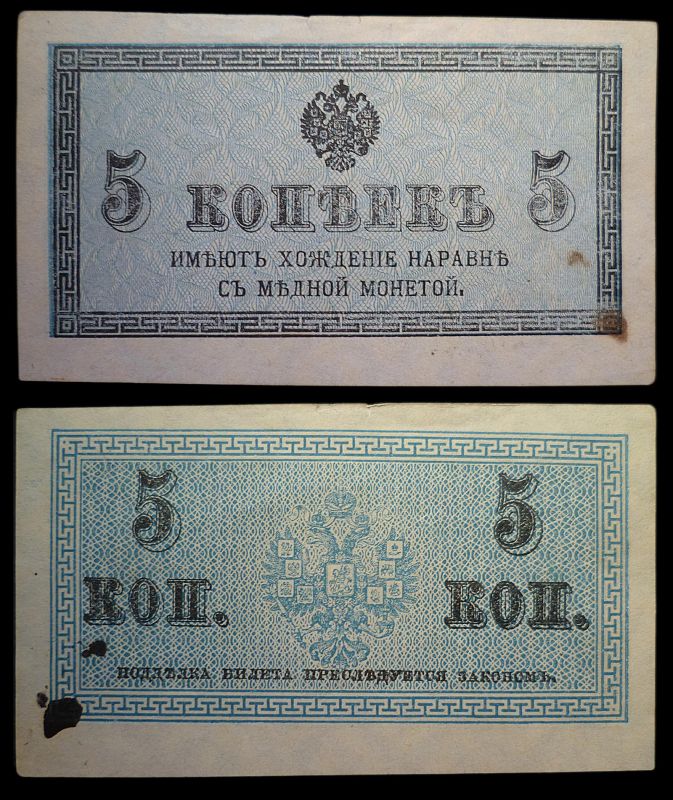 5 КОПѢЕКЪ 5
ИМѢЮТЪ ХОЖДЕНІЕ НАРАВНѢ
СЪ МѢДНОЙ МОНЕТОЙ.
5 5
КОП. КОП.
ПОДДѢЛКА БИЛЕТА ПРЕСЛѢДУЕТСЯ ЗАКОНОМЪ.